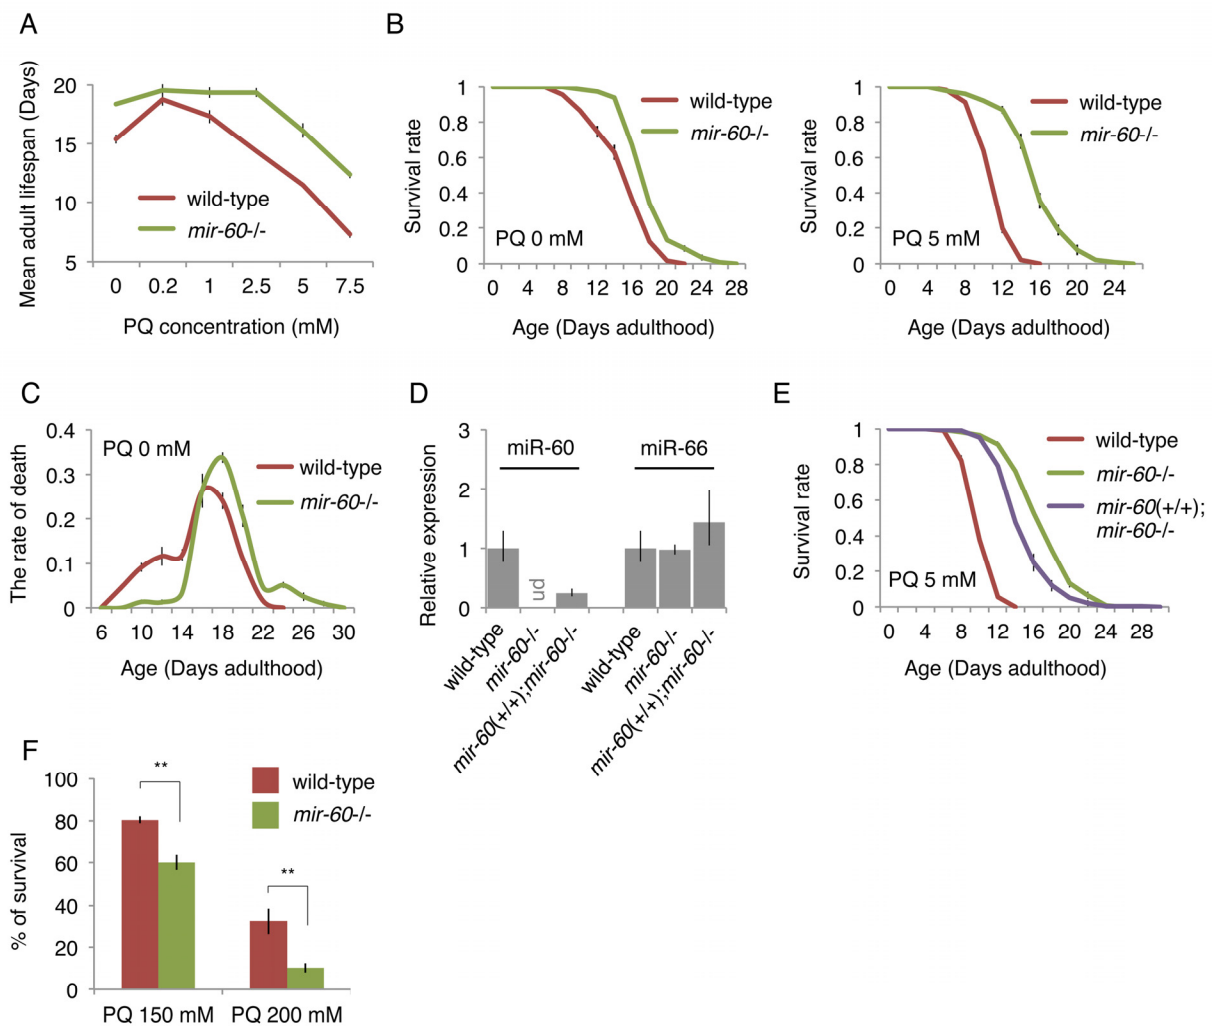 A
Mean adult lifespan (Days)
20
15
10
5
wild-type
mir-60-/-
0 0.2 1 2.5 5 7.5
PQ concentration (mM)
B
Survival rate
1
0.8
0.6
0.4
0.2
0
wild-type
mir-60-/-
PQ 0 mM
0 4 8 12 16 20 24 28
Age (Days adulthood)
Survival rate
1
0.8
0.6
0.4
0.2
0
wild-type
mir-60-/-
PQ 5 mM
0 4 8 12 16 20 24
Age (Days adulthood)
C
The rate of death
0.4
0.3
0.2
0.1
0
PQ 0 mM
wild-type
mir-60-/-
6 10 14 18 22 26 30
Age (Days adulthood)
D
Relative expression
3
2
1
0
miR-60
miR-66
ud
wild-type
mir-60-/-
mir-60(+/+);mir-60-/-
wild-type
mir-60-/-
mir-60(+/+);mir-60-/-
E
Survival rate
1
0.8
0.6
0.4
0.2
0
wild-type
mir-60-/-
mir-60(+/+);
mir-60-/-
PQ 5 mM
0 4 8 12 16 20 24 28
Age (Days adulthood)
F
% of survival
100
80
60
40
20
0
**
**
wild-type
mir-60-/-
PQ 150 mM PQ 200 mM